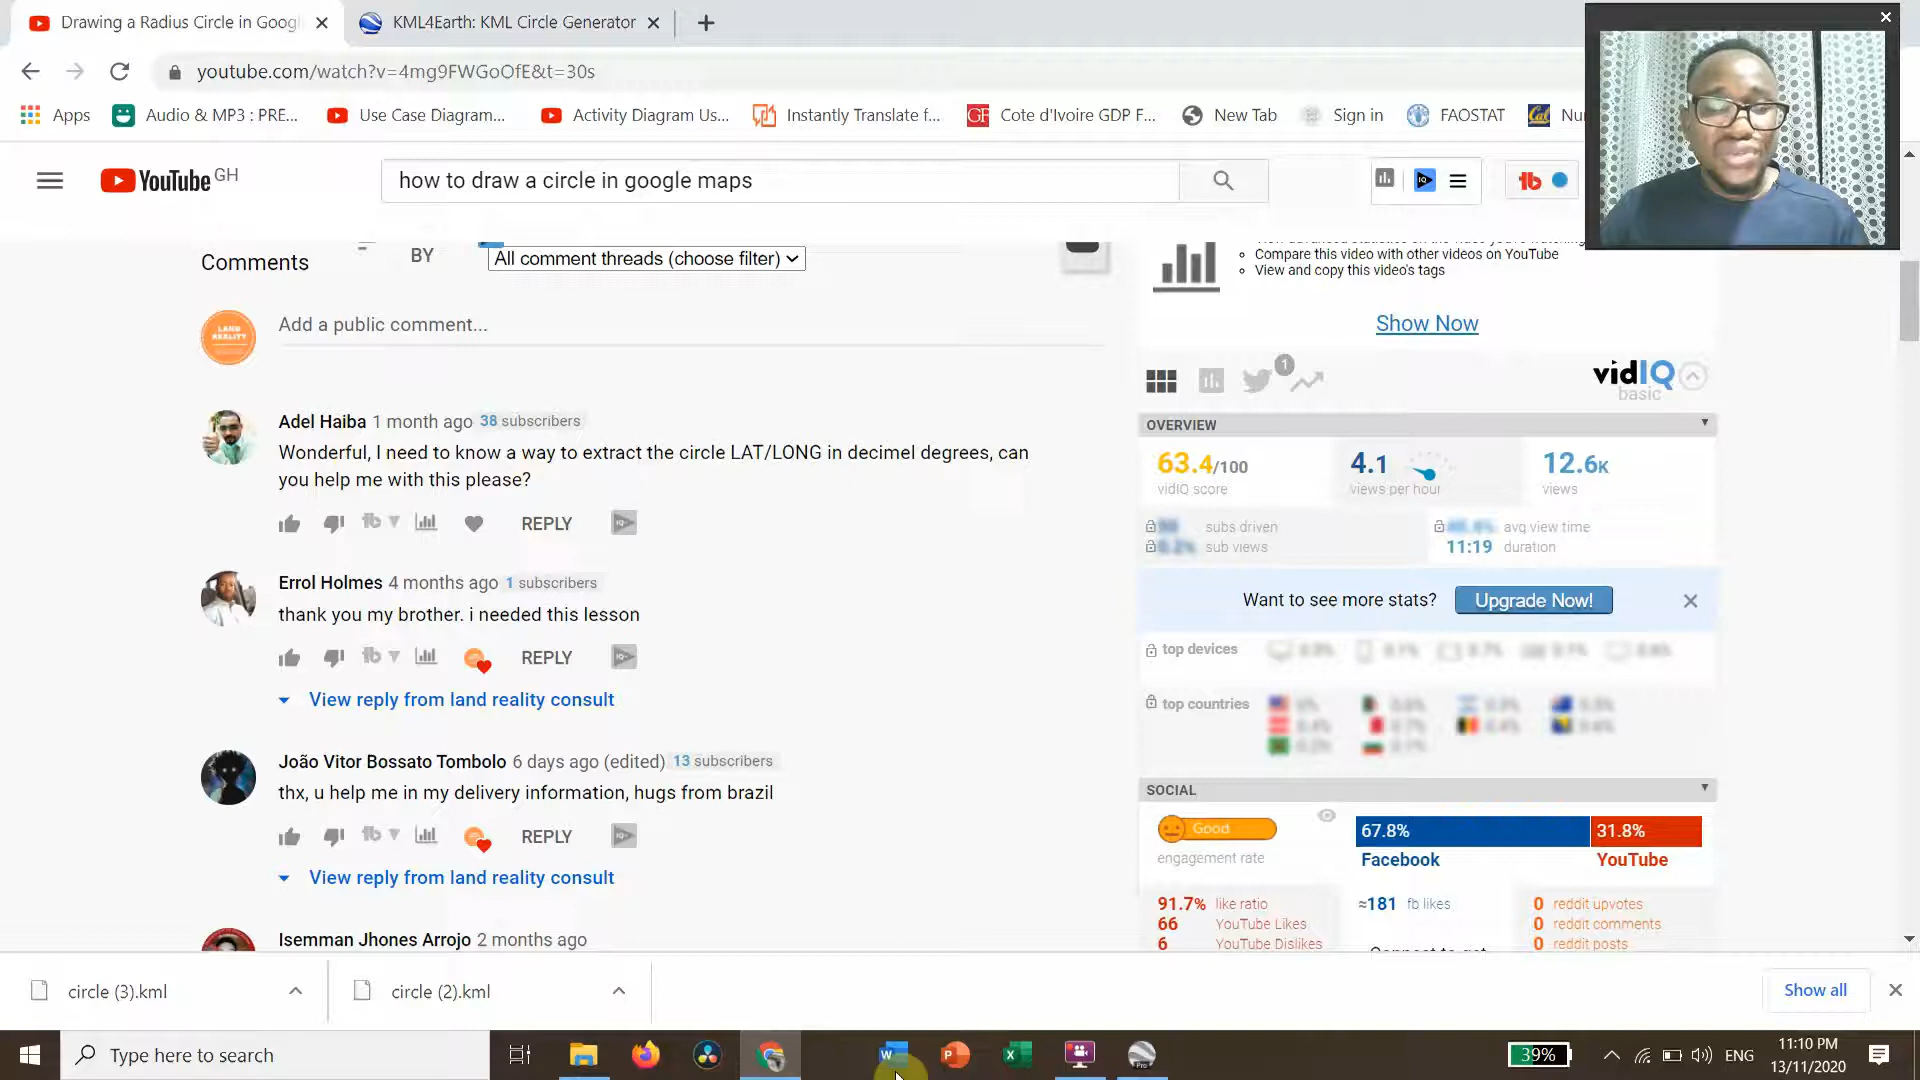 Drawing a Radius Circle in Googl
KML4Earth: KML Circle Generator
youtube.com/watch?v=4mg9FWGoOfE&t=30s
Apps
Audio & MP3 : PRE...
Use Case Diagram...
Activity Diagram Us...
Instantly Translate f...
Cote d'Ivoire GDP F...
New Tab
Sign in
FAOSTAT
YouTube GH
how to draw a circle in google maps
Comments
BY
All comment threads (choose filter)
Compare this video with other videos on YouTube
View and copy this video's tags
Show Now
LAND
REALITY
Add a public comment...
1
vidIQ
basic
Adel Haiba 1 month ago 38 subscribers
Wonderful, I need to know a way to extract the circle LAT/LONG in decimel degrees, can
you help me with this please?
REPLY
Errol Holmes 4 months ago 1 subscribers
thank you my brother. i needed this lesson
REPLY
View reply from land reality consult
João Vitor Bossato Tombolo 6 days ago (edited) 13 subscribers
thx, u help me in my delivery information, hugs from brazil
REPLY
View reply from land reality consult
Isemman Jhones Arrojo 2 months ago
OVERVIEW
63.4/100
vidIQ score
4.1
views per hour
12.6K
views
subs driven
sub views
avg view time
11:19 duration
Want to see more stats?
Upgrade Now!
top devices
top countries
SOCIAL
Good
engagement rate
67.8%
Facebook
31.8%
YouTube
91.7% like ratio
66 YouTube Likes
6 YouTube Dislikes
≈181 fb likes
0 reddit upvotes
0 reddit comments
0 reddit posts
circle (3).kml
circle (2).kml
Show all
Type here to search
39%
ENG
11:10 PM
13/11/2020